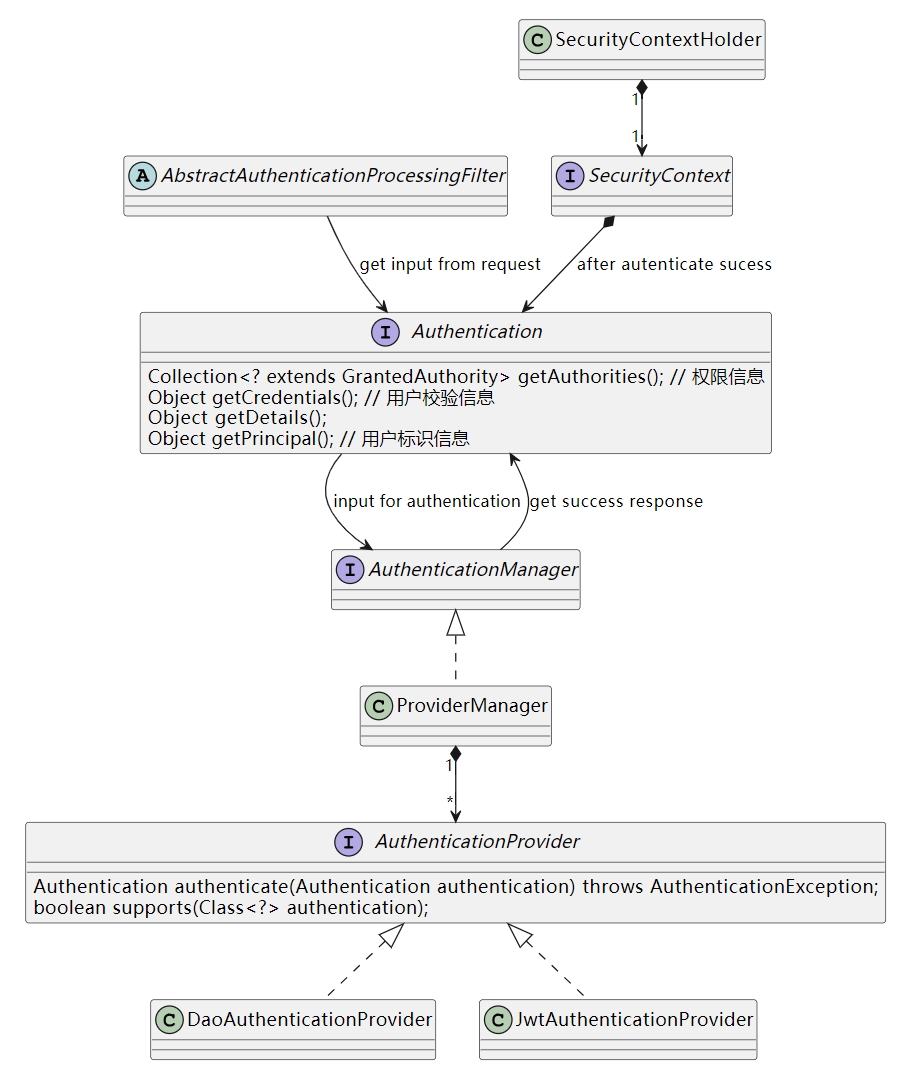 C SecurityContextHolder
1
1
A AbstractAuthenticationProcessingFilter
I SecurityContext
get input from request
after autenticate sucess
I Authentication
Collection<? extends GrantedAuthority> getAuthorities(); // 权限信息
Object getCredentials(); // 用户校验信息
Object getDetails();
Object getPrincipal(); // 用户标识信息
input for authentication
get success response
I AuthenticationManager
C ProviderManager
1
*
I AuthenticationProvider
Authentication authenticate(Authentication authentication) throws AuthenticationException;
boolean supports(Class<?> authentication);
C DaoAuthenticationProvider
C JwtAuthenticationProvider